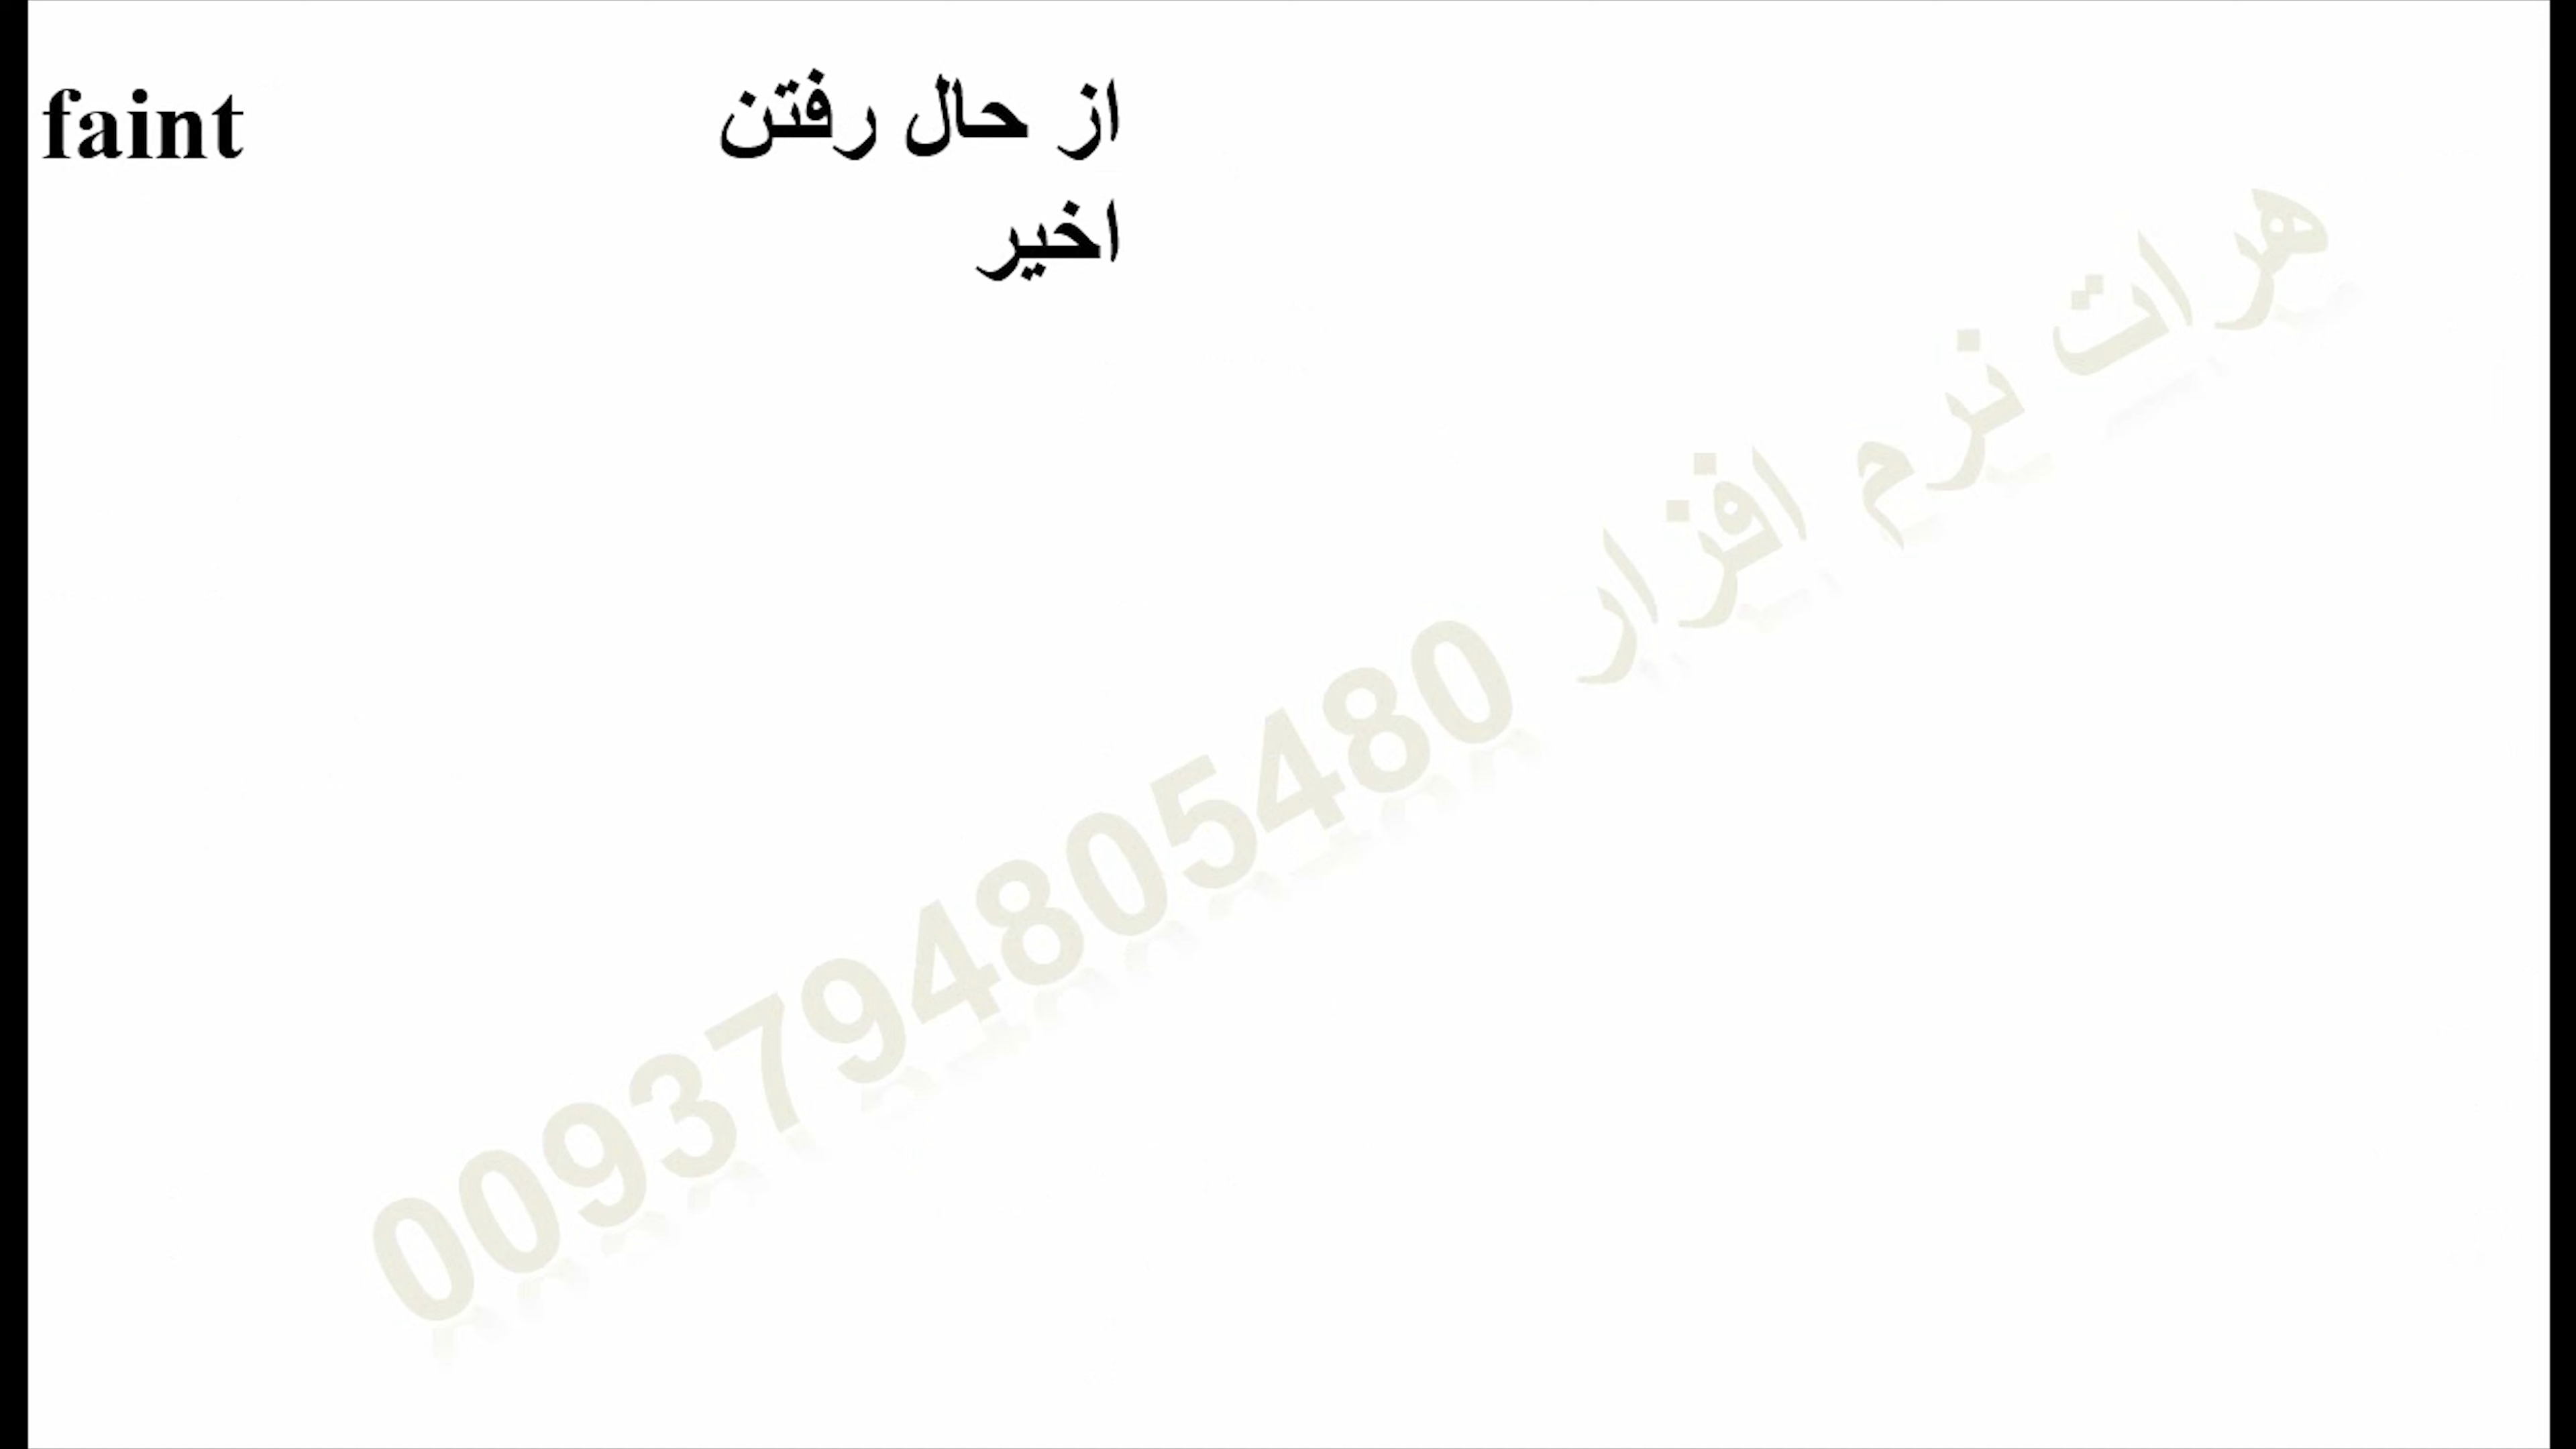 faint از حال رفتن
اخیر
هرات نرم افزار 0093794805480